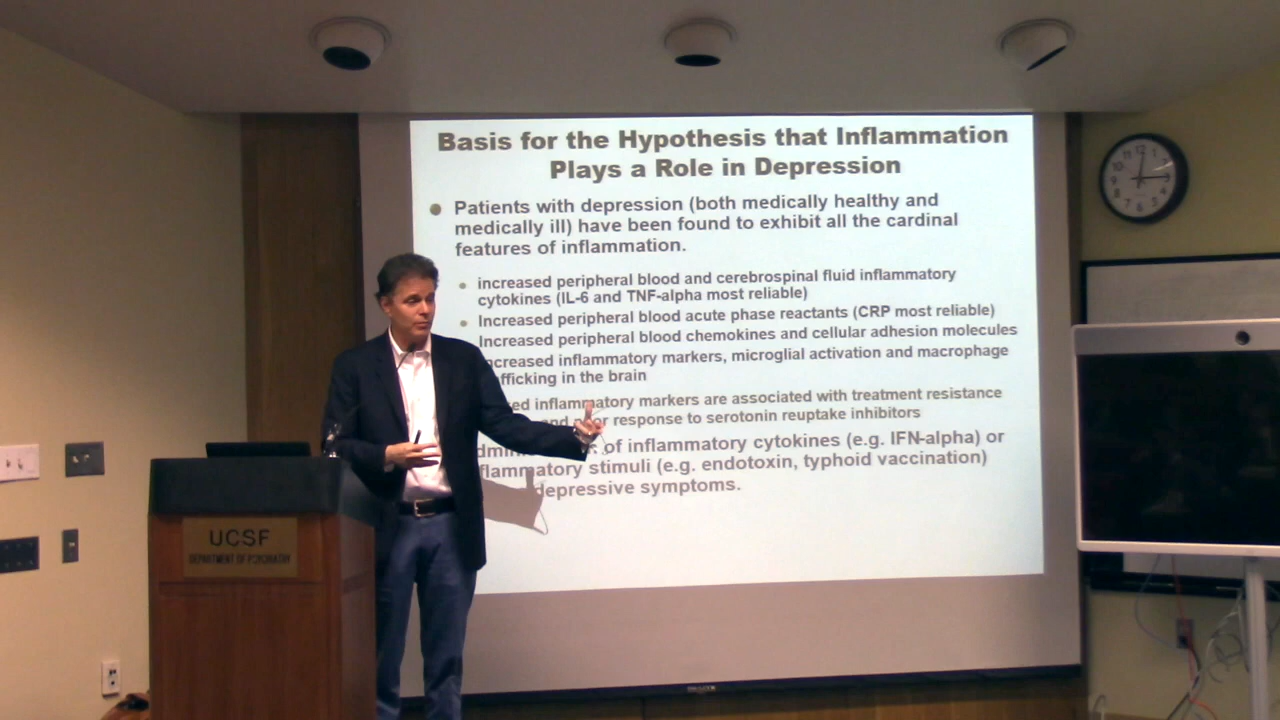 Basis for the Hypothesis that Inflammation
Plays a Role in Depression
Patients with depression (both medically healthy and
medically ill) have been found to exhibit all the cardinal
features of inflammation.
increased peripheral blood and cerebrospinal fluid inflammatory
cytokines (IL-6 and TNF-alpha most reliable)
Increased peripheral blood acute phase reactants (CRP most reliable)
Increased peripheral blood chemokines and cellular adhesion molecules
inflammatory markers, microglial activation and macrophage
in the brain
inflammatory markers are associated with treatment resistance
response to serotonin reuptake inhibitors
of inflammatory cytokines (e.g. IFN-alpha) or
stimuli (e.g. endotoxin, typhoid vaccination)
depressive symptoms.
UCSF
DEPARTMENT OF PSYCHIATRY
12